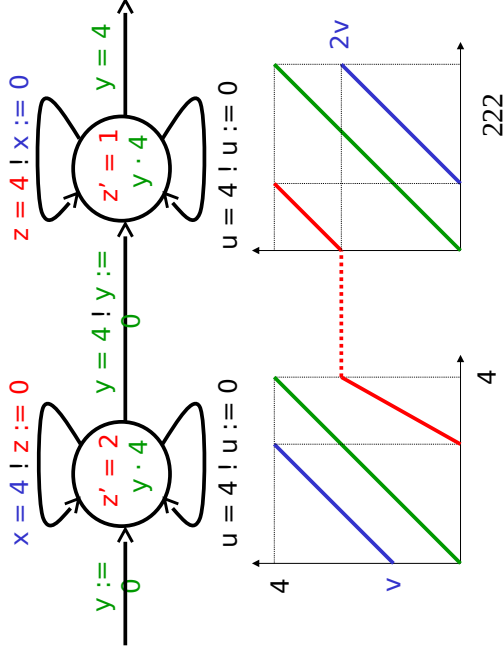 x = 4 ! z := 0
z = 4 ! x := 0
y :=
0
z' = 2
y · 4
y = 4 ! y :=
0
z' = 1
y · 4
y = 4
u = 4 ! u := 0
u = 4 ! u := 0
4
v
2v
4
222